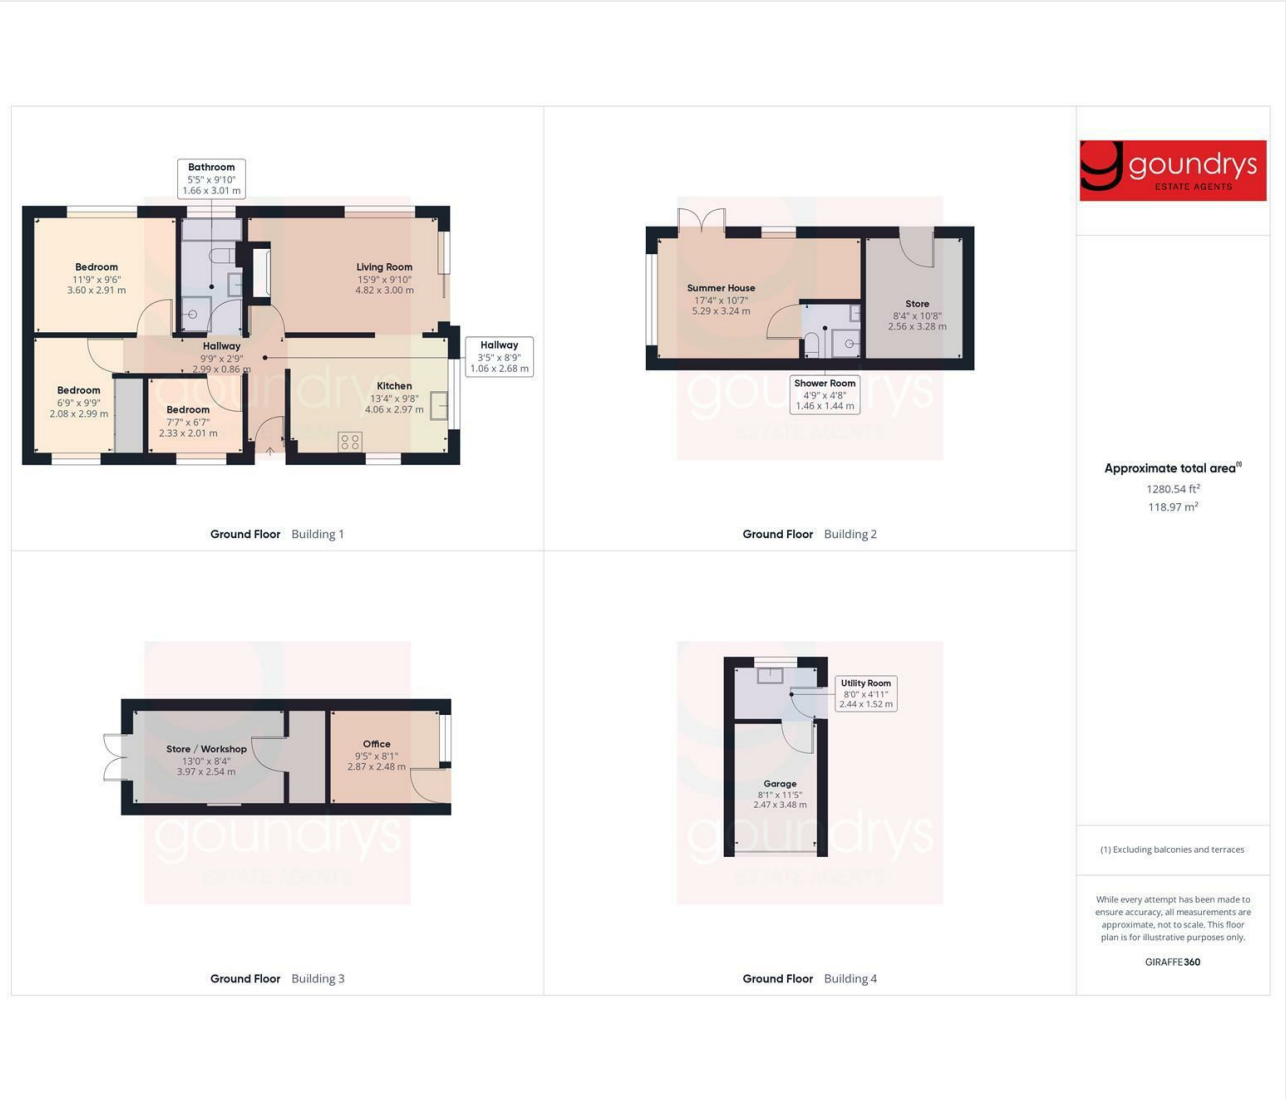 Bathroom
5'5" x 9'10"
1.66 x 3.01 m
Bedroom
11'9" x 9'6"
3.60 x 2.91 m
Living Room
15'9" x 9'10"
4.82 x 3.00 m
Hallway
9'9" x 2'9"
2.99 x 0.86 m
Hallway
3'5" x 8'9"
1.06 x 2.68 m
Bedroom
6'9" x 9'9"
2.08 x 2.99 m
Bedroom
7'7" x 6'7"
2.33 x 2.01 m
Kitchen
13'4" x 9'8"
4.06 x 2.97 m
Ground Floor Building 1
Summer House
17'4" x 10'7"
5.29 x 3.24 m
Store
8'4" x 10'8"
2.56 x 3.28 m
Shower Room
4'9" x 4'8"
1.46 x 1.44 m
goundrys
ESTATE AGENTS
Ground Floor Building 2
Store / Workshop
13'0" x 8'4"
3.97 x 2.54 m
Office
9'5" x 8'1"
2.87 x 2.48 m
goundrys
ESTATE AGENTS
Ground Floor Building 3
Utility Room
8'0" x 4'11"
2.44 x 1.52 m
Garage
8'1" x 11'5"
2.47 x 3.48 m
goundrys
ESTATE AGENTS
Ground Floor Building 4
goundrys
ESTATE AGENTS
Approximate total area(1)
1280.54 ft²
118.97 m²
(1) Excluding balconies and terraces
While every attempt has been made to
ensure accuracy, all measurements are
approximate, not to scale. This floor
plan is for illustrative purposes only.
GIRAFFE360